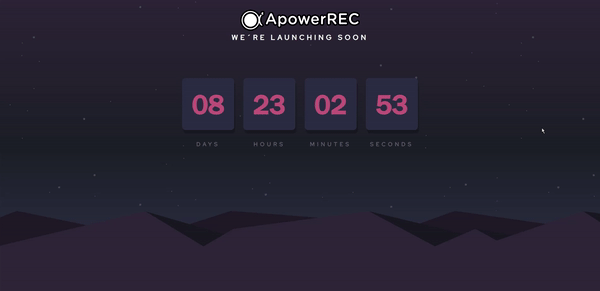 ApowerREC
WE´RE LAUNCHING SOON
08 23 02 53
DAYS HOURS MINUTES SECONDS